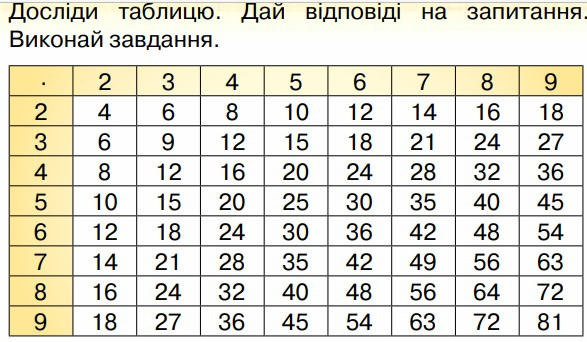 Досліди таблицю. Дай відповіді на запитання.
Виконай завдання.
· 2 3 4 5 6 7 8 9
2 4 6 8 10 12 14 16 18
3 6 9 12 15 18 21 24 27
4 8 12 16 20 24 28 32 36
5 10 15 20 25 30 35 40 45
6 12 18 24 30 36 42 48 54
7 14 21 28 35 42 49 56 63
8 16 24 32 40 48 56 64 72
9 18 27 36 45 54 63 72 81